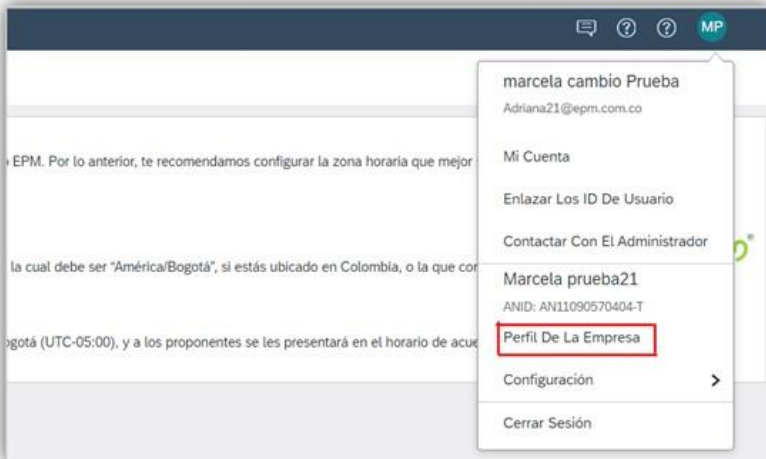 MP
marcela cambio Prueba
Adriana21@epm.com.co
Mi Cuenta
EPM. Por lo anterior, te recomendamos configurar la zona horaria que mejor
Enlazar Los ID De Usuario
Contactar Con El Administrador
la cual debe ser “América/Bogotá”, si estás ubicado en Colombia, o la que
Marcela prueba21
ANID: AN11090570404-T
(UTC-05:00), y a los proponentes se les presentará en el horario de
Perfil De La Empresa
Configuración
Cerrar Sesión